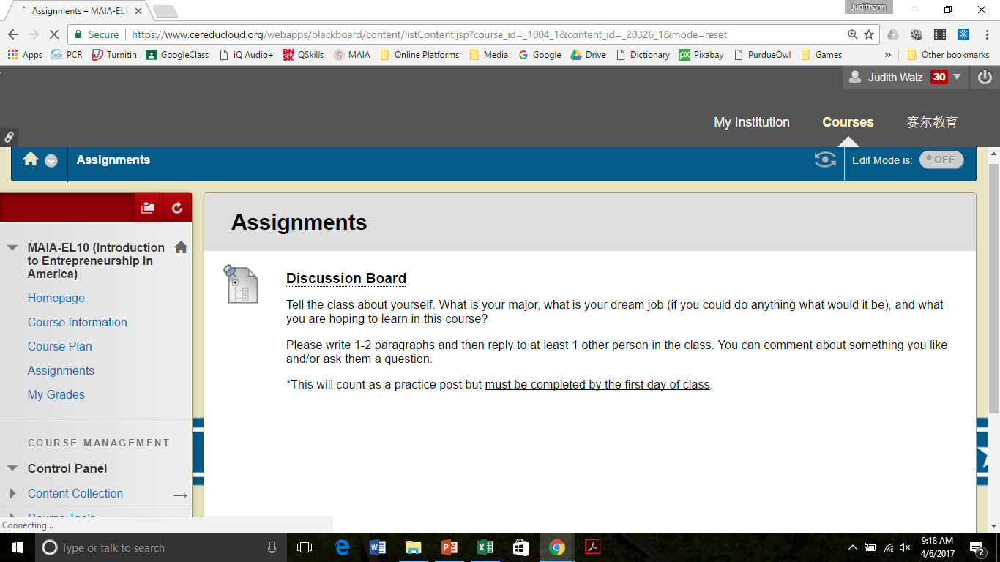 Assignments – MAIA-EL1
Judithann
Secure
https://www.cereducloud.org/webapps/blackboard/content/listContent.jsp?course_id=_1004_1&content_id=_20326_1&mode=reset
Apps PCR Turnitin GoogleClass iQ Audio+ QSkills MAIA Online Platforms Media Google Drive Dictionary Pixabay PurdueOwl Games » Other bookmarks
Judith Walz 30
My Institution Courses 赛尔教育
Assignments
Edit Mode is: OFF
MAIA-EL10 (Introduction
to Entrepreneurship in
America)
Homepage
Course Information
Course Plan
Assignments
My Grades
COURSE MANAGEMENT
Control Panel
Content Collection
Course Tools
Connecting...
Assignments
Discussion Board
Tell the class about yourself. What is your major, what is your dream job (if you could do anything what would it be), and what
you are hoping to learn in this course?
Please write 1-2 paragraphs and then reply to at least 1 other person in the class. You can comment about something you like
and/or ask them a question.
*This will count as a practice post but must be completed by the first day of class.
Type or talk to search
9:18 AM
4/6/2017
2